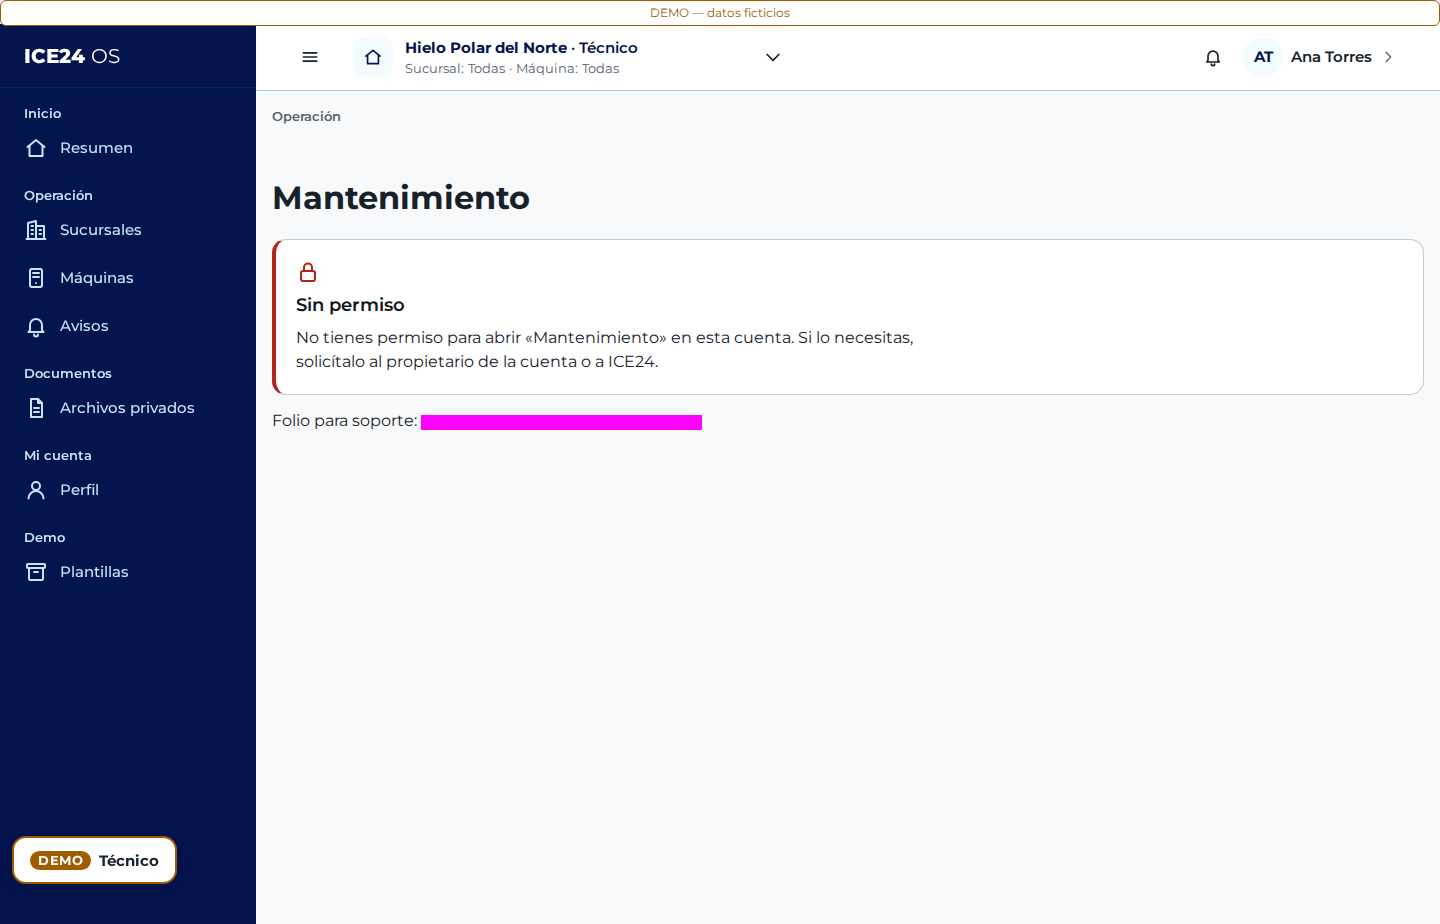 DEMO — datos ficticios
ICE24 OS
Inicio
Resumen
Operación
Sucursales
Máquinas
Avisos
Documentos
Archivos privados
Mi cuenta
Perfil
Demo
Plantillas
DEMO Técnico
Hielo Polar del Norte · Técnico
Sucursal: Todas · Máquina: Todas
AT Ana Torres
Operación
Mantenimiento
Sin permiso
No tienes permiso para abrir «Mantenimiento» en esta cuenta. Si lo necesitas,
solicítalo al propietario de la cuenta o a ICE24.
Folio para soporte: